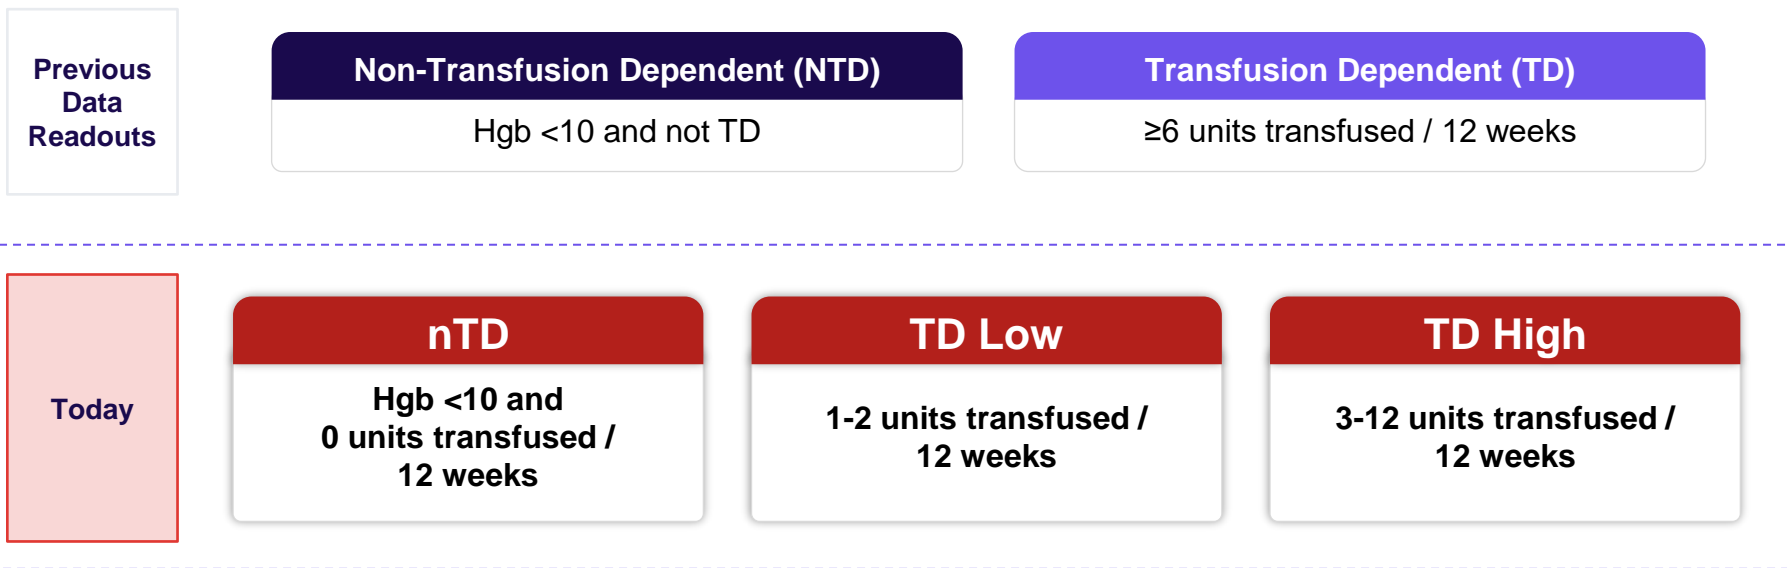 Previous
Data
Readouts
Non-Transfusion Dependent (NTD)
Hgb <10 and not TD
Transfusion Dependent (TD)
≥6 units transfused / 12 weeks
Today
nTD
Hgb <10 and
0 units transfused /
12 weeks
TD Low
1-2 units transfused /
12 weeks
TD High
3-12 units transfused /
12 weeks